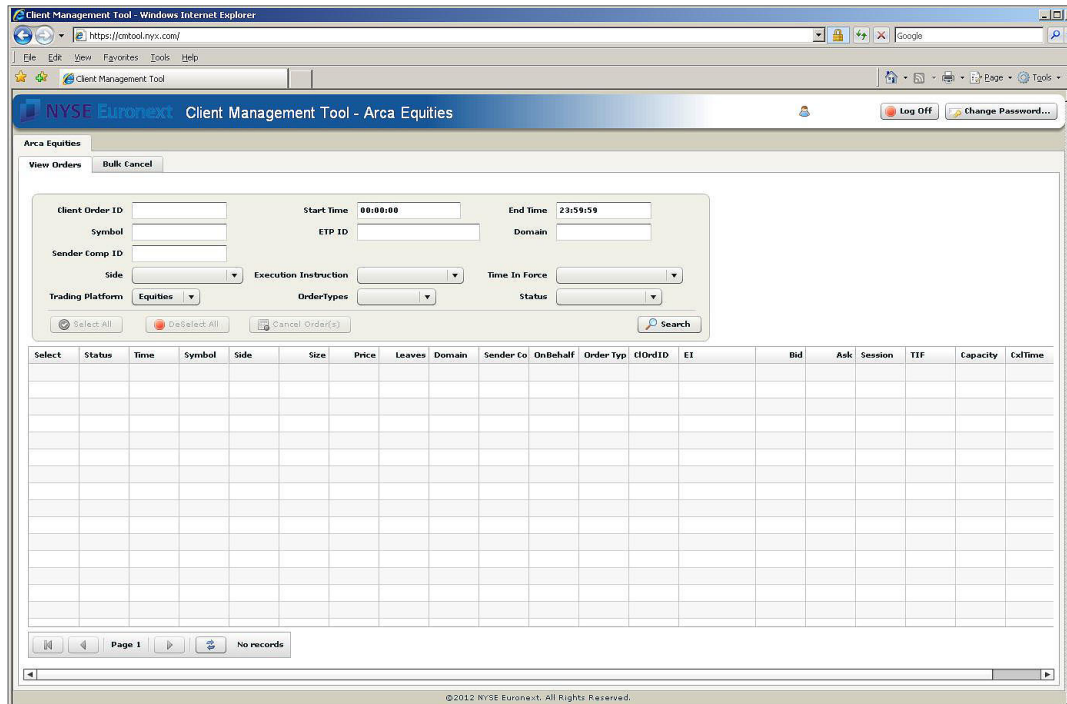 Client Management Tool - Windows Internet Explorer
https://cmtool.nyx.com/
Google
File Edit View Favorites Tools Help
Client Management Tool
Page Tools
NYSE Euronext Client Management Tool - Arca Equities
Log Off Change Password...
Arca Equities
View Orders Bulk Cancel
Client Order ID Start Time 00:00:00 End Time 23:59:59
Symbol ETP ID Domain
Sender Comp ID
Side Execution Instruction Time In Force
Trading Platform Equities OrderTypes Status
Select All DeSelect All Cancel Order(s) Search
Select Status Time Symbol Side Size Price Leaves Domain Sender Co OnBehalf Order Typ ClOrdID EI Bid Ask Session TIF Capacity CxlTime
Page 1 No records
©2012 NYSE Euronext. All Rights Reserved.